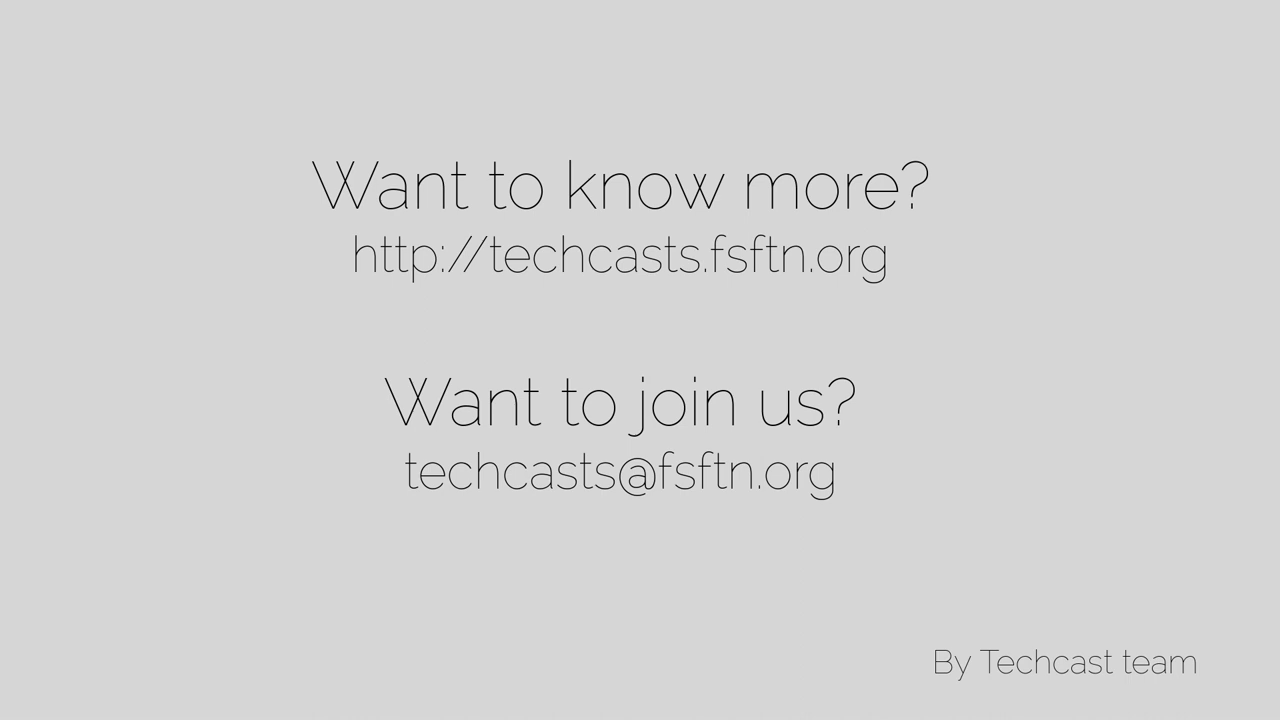 Want to know more?
http://techcasts.fsftn.org
Want to join us?
techcasts@fsftn.org
By Techcast team